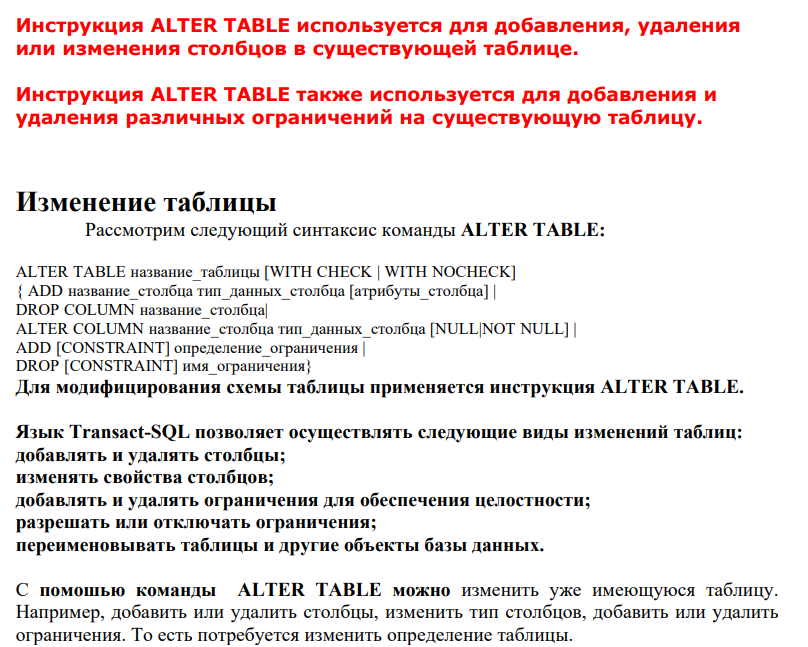 Инструкция ALTER TABLE используется для добавления, удаления
или изменения столбцов в существующей таблице.
Инструкция ALTER TABLE также используется для добавления и
удаления различных ограничений на существующую таблицу.
Изменение таблицы
Рассмотрим следующий синтаксис команды ALTER TABLE:
ALTER TABLE название_таблицы [WITH CHECK | WITH NOCHECK]
{ ADD название_столбца тип_данных_столбца [атрибуты_столбца] |
DROP COLUMN название_столбца|
ALTER COLUMN название_столбца тип_данных_столбца [NULL|NOT NULL] |
ADD [CONSTRAINT] определение_ограничения |
DROP [CONSTRAINT] имя_ограничения}
Для модифицирования схемы таблицы применяется инструкция ALTER TABLE.
Язык Transact-SQL позволяет осуществлять следующие виды изменений таблиц:
добавлять и удалять столбцы;
изменять свойства столбцов;
добавлять и удалять ограничения для обеспечения целостности;
разрешать или отключать ограничения;
переименовывать таблицы и другие объекты базы данных.
С помошью команды ALTER TABLE можно изменить уже имеющуюся таблицу.
Например, добавить или удалить столбцы, изменить тип столбцов, добавить или удалить
ограничения. То есть потребуется изменить определение таблицы.